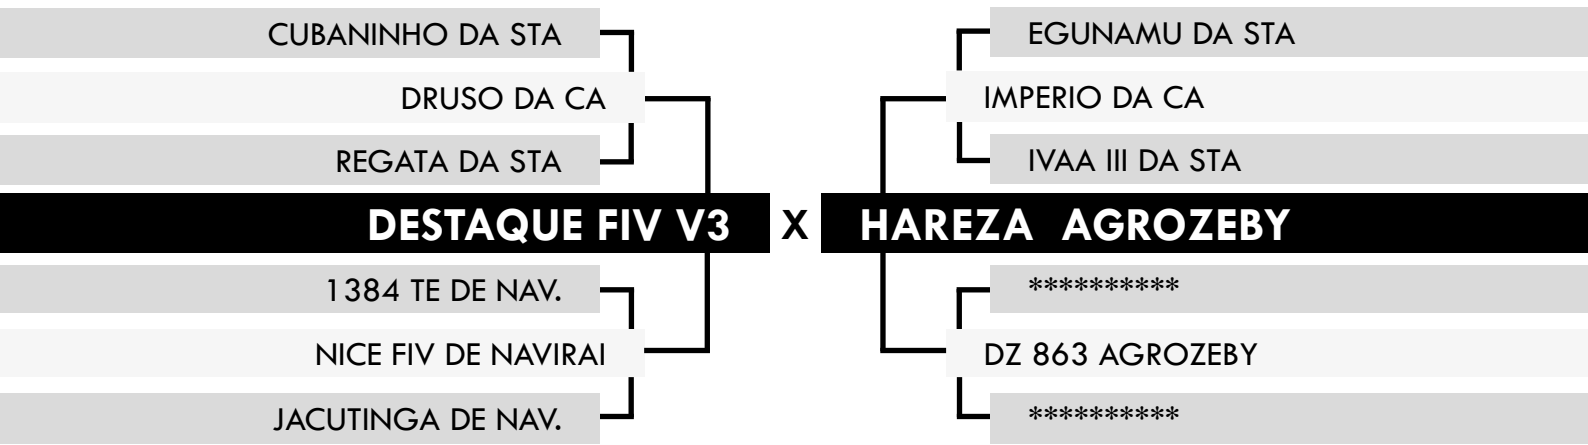 CUBANINHO DA STA
EGUNAMU DA STA
DRUSO DA CA
IMPERIO DA CA
REGATA DA STA
IVAA III DA STA
DESTAQUE FIV V3 X HAREZA AGROZEBY
1384 TE DE NAV.
**********
NICE FIV DE NAVIRAI
DZ 863 AGROZEBY
JACUTINGA DE NAV.
**********